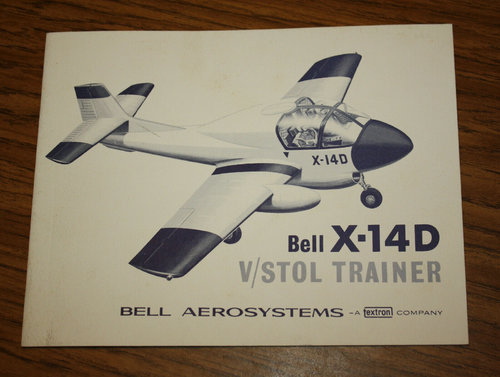 X-14D
Bell X-14D
V/STOL TRAINER
BELL AEROSYSTEMS -A textron COMPANY